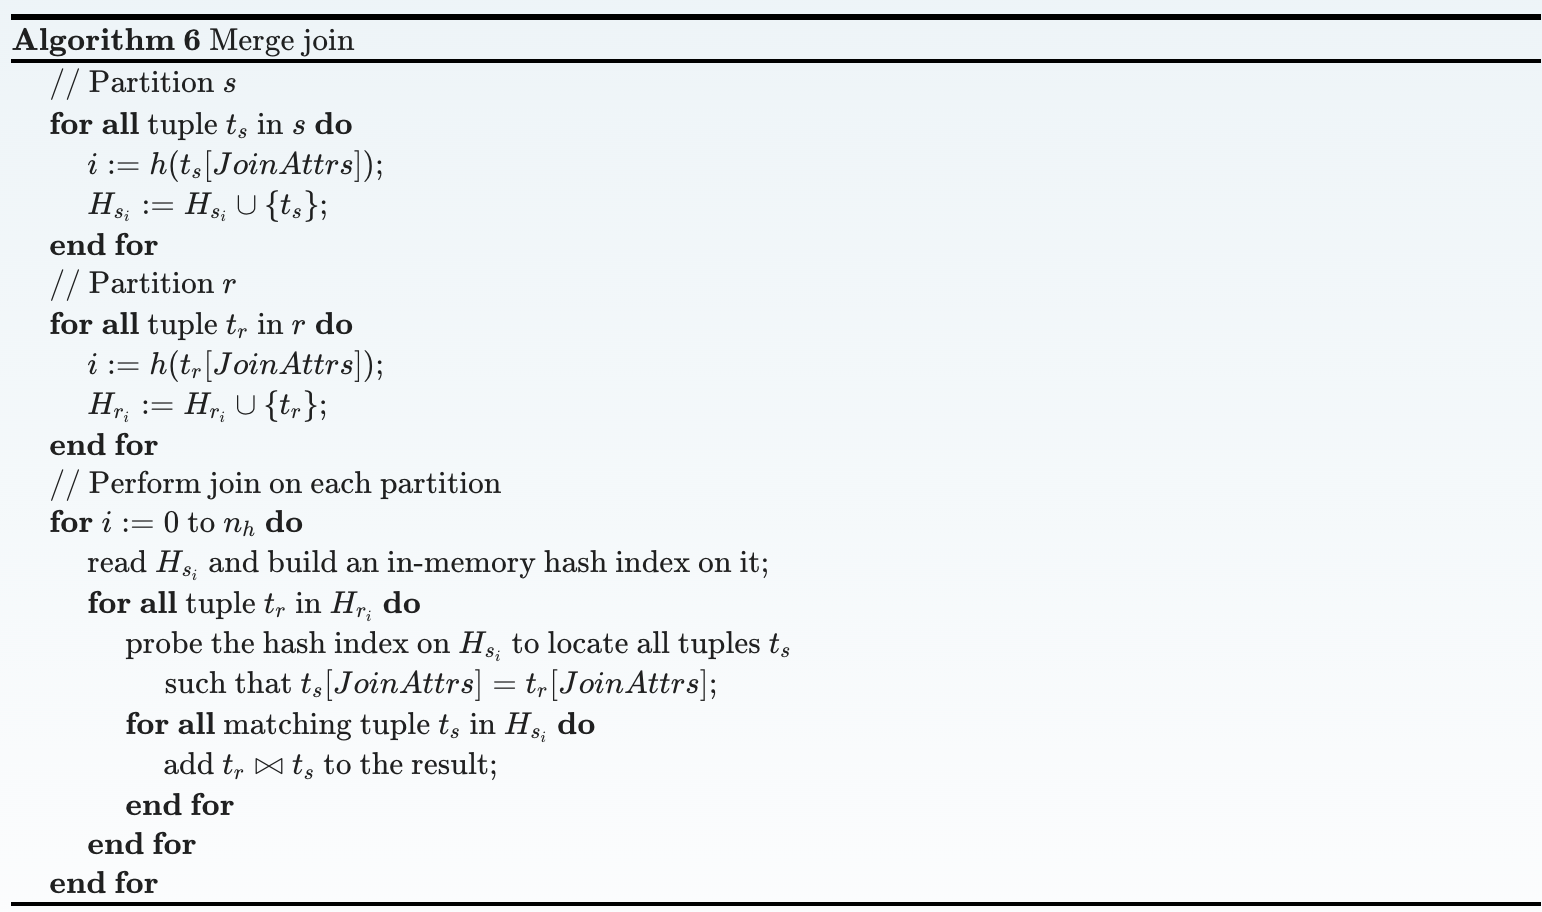 Algorithm 6 Merge join
// Partition s
for all tuple t_s in s do
i := h(t_s[JoinAttrs]);
H_{s_i} := H_{s_i} ∪ {t_s};
end for
// Partition r
for all tuple t_r in r do
i := h(t_r[JoinAttrs]);
H_{r_i} := H_{r_i} ∪ {t_r};
end for
// Perform join on each partition
for i := 0 to n_h do
read H_{s_i} and build an in-memory hash index on it;
for all tuple t_r in H_{r_i} do
probe the hash index on H_{s_i} to locate all tuples t_s
such that t_s[JoinAttrs] = t_r[JoinAttrs];
for all matching tuple t_s in H_{s_i} do
add t_r ⋈ t_s to the result;
end for
end for
end for